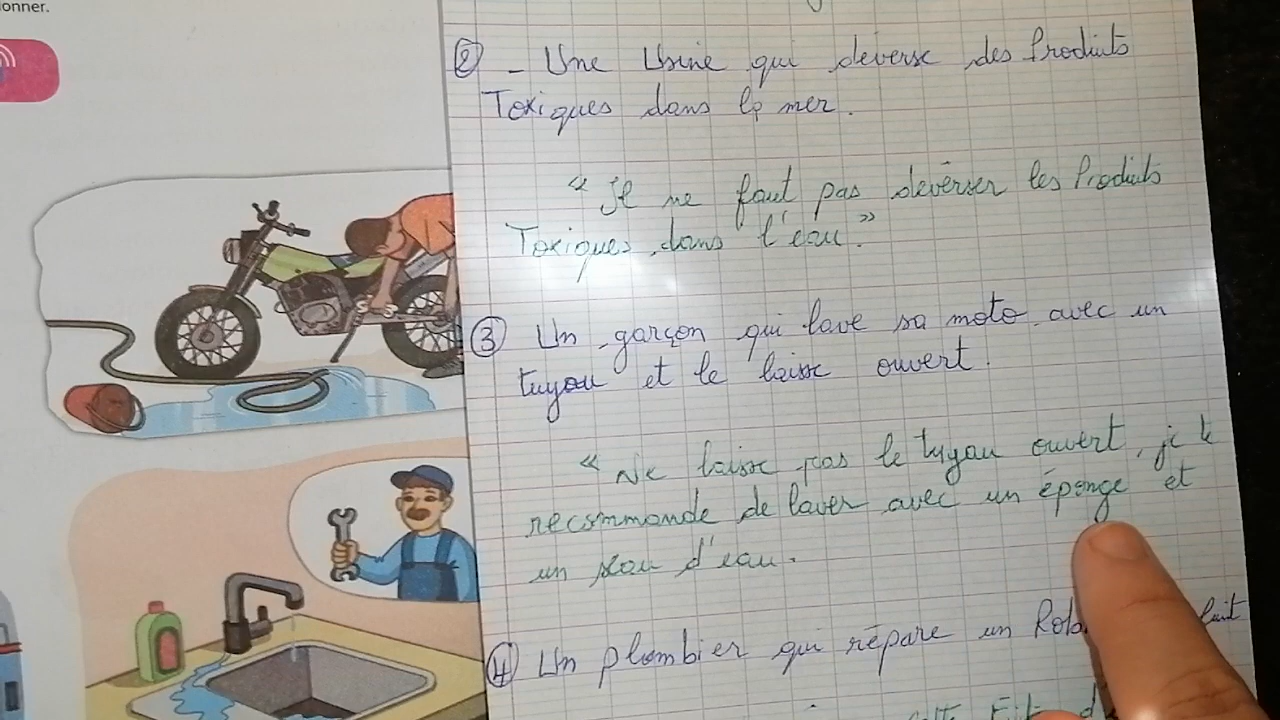 onner.
② - Une Usine qui déverse des Produits
Toxiques dans la mer.
« Il ne faut pas devèrser les Produits
Toxiques dans l'eau ».
③ Un garçon qui lave sa moto avec un
tuyau et le laisse ouvert.
« Ne laisse pas le tuyau ouvert, je te
recommande de laver avec un éponge et
un seau d'eau.
④ Un plombier qui répare un Rob